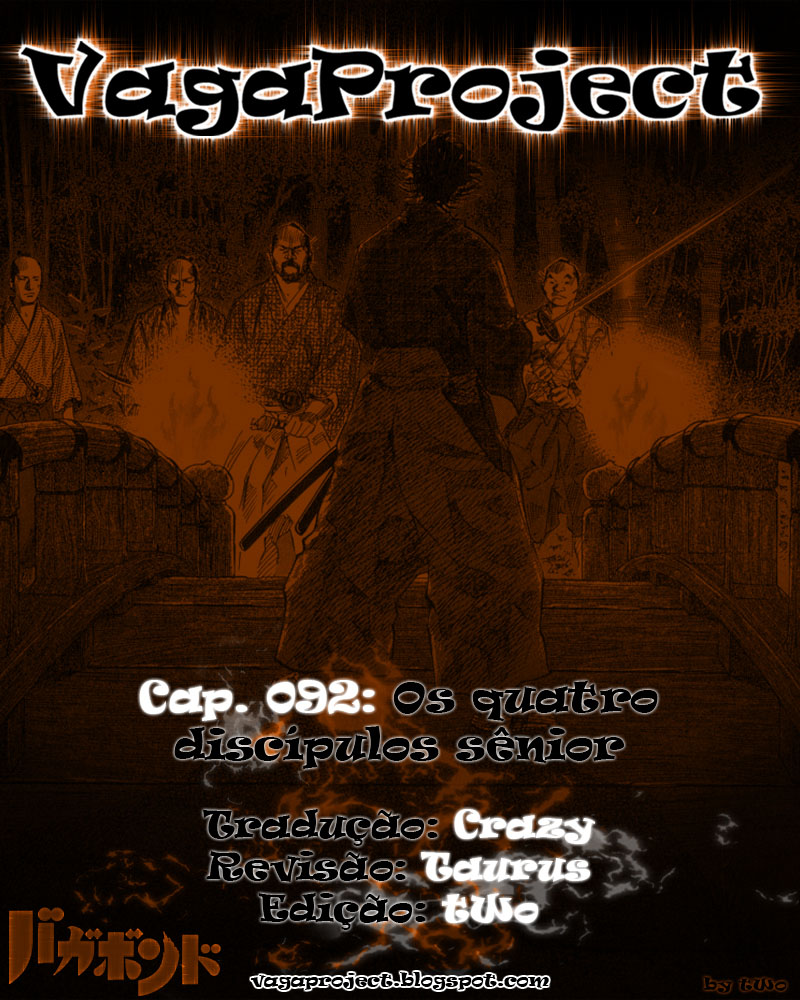 VagaProject
Cap. 092: Os quatro
discípulos sênior
Tradução: Crazy
Revisão: Taurus
Edição: tWo
バガボンド
vagaproject.blogspot.com
by tWo